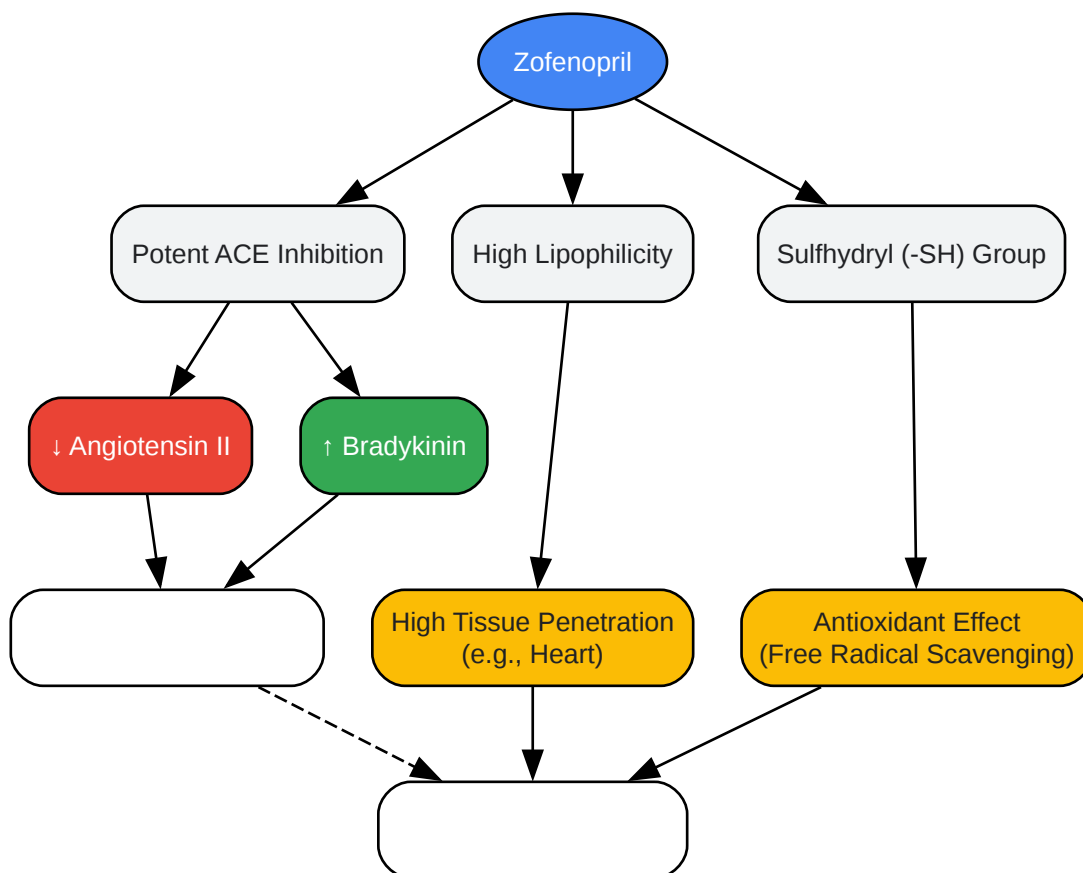 Zofenopril
Potent ACE Inhibition
High Lipophilicity
Sulfhydryl (-SH) Group
↓ Angiotensin II
↑ Bradykinin
High Tissue Penetration
(e.g., Heart)
Antioxidant Effect
(Free Radical Scavenging)